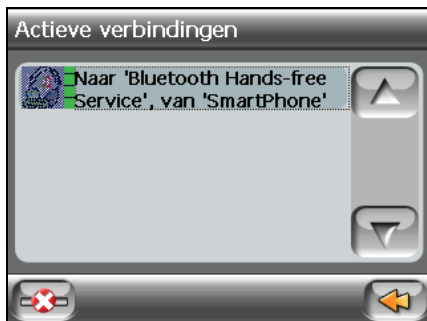 Actieve verbindingen
Naar 'Bluetooth Hands-free
Service', van 'SmartPhone'